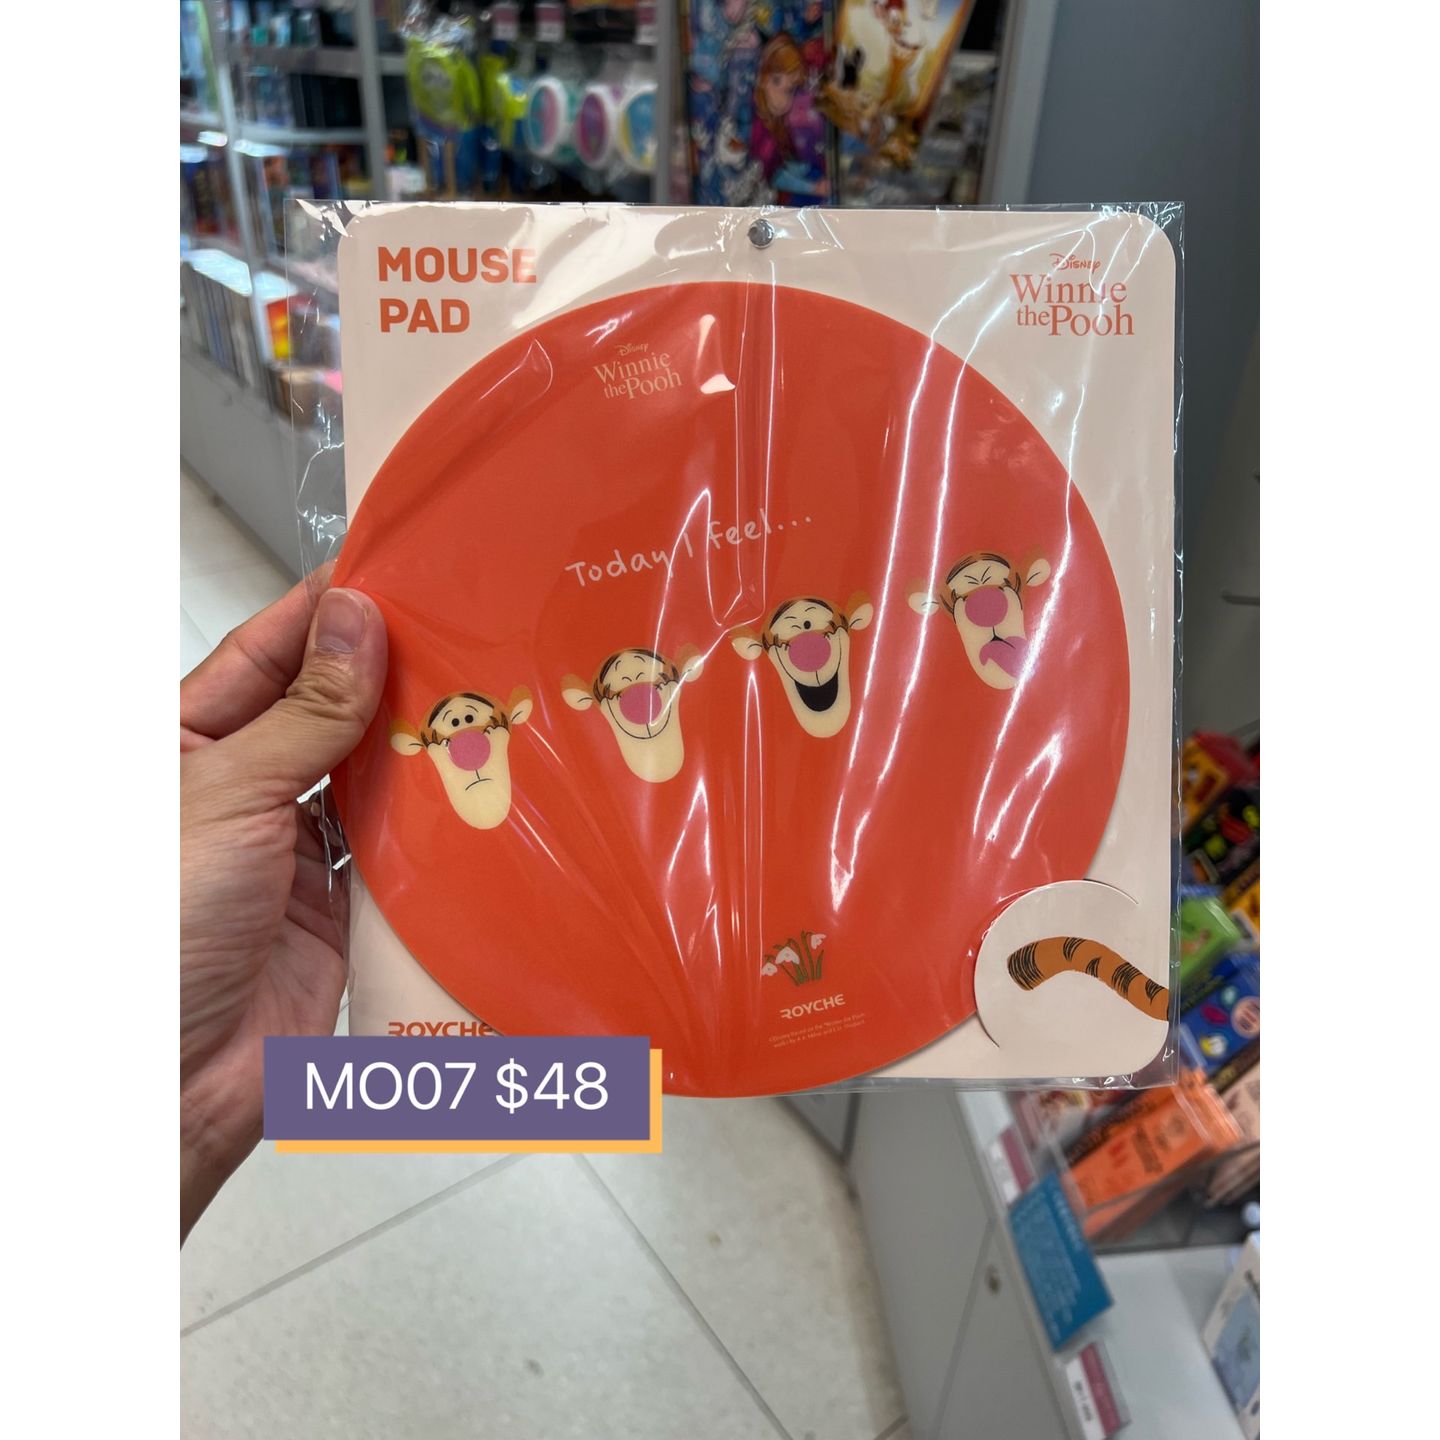 MOUSE
PAD
Disney
Winnie
the Pooh
Disney
Winnie
the Pooh
Today I feel...
ROYCHE
ROYCHE
MO07 $48